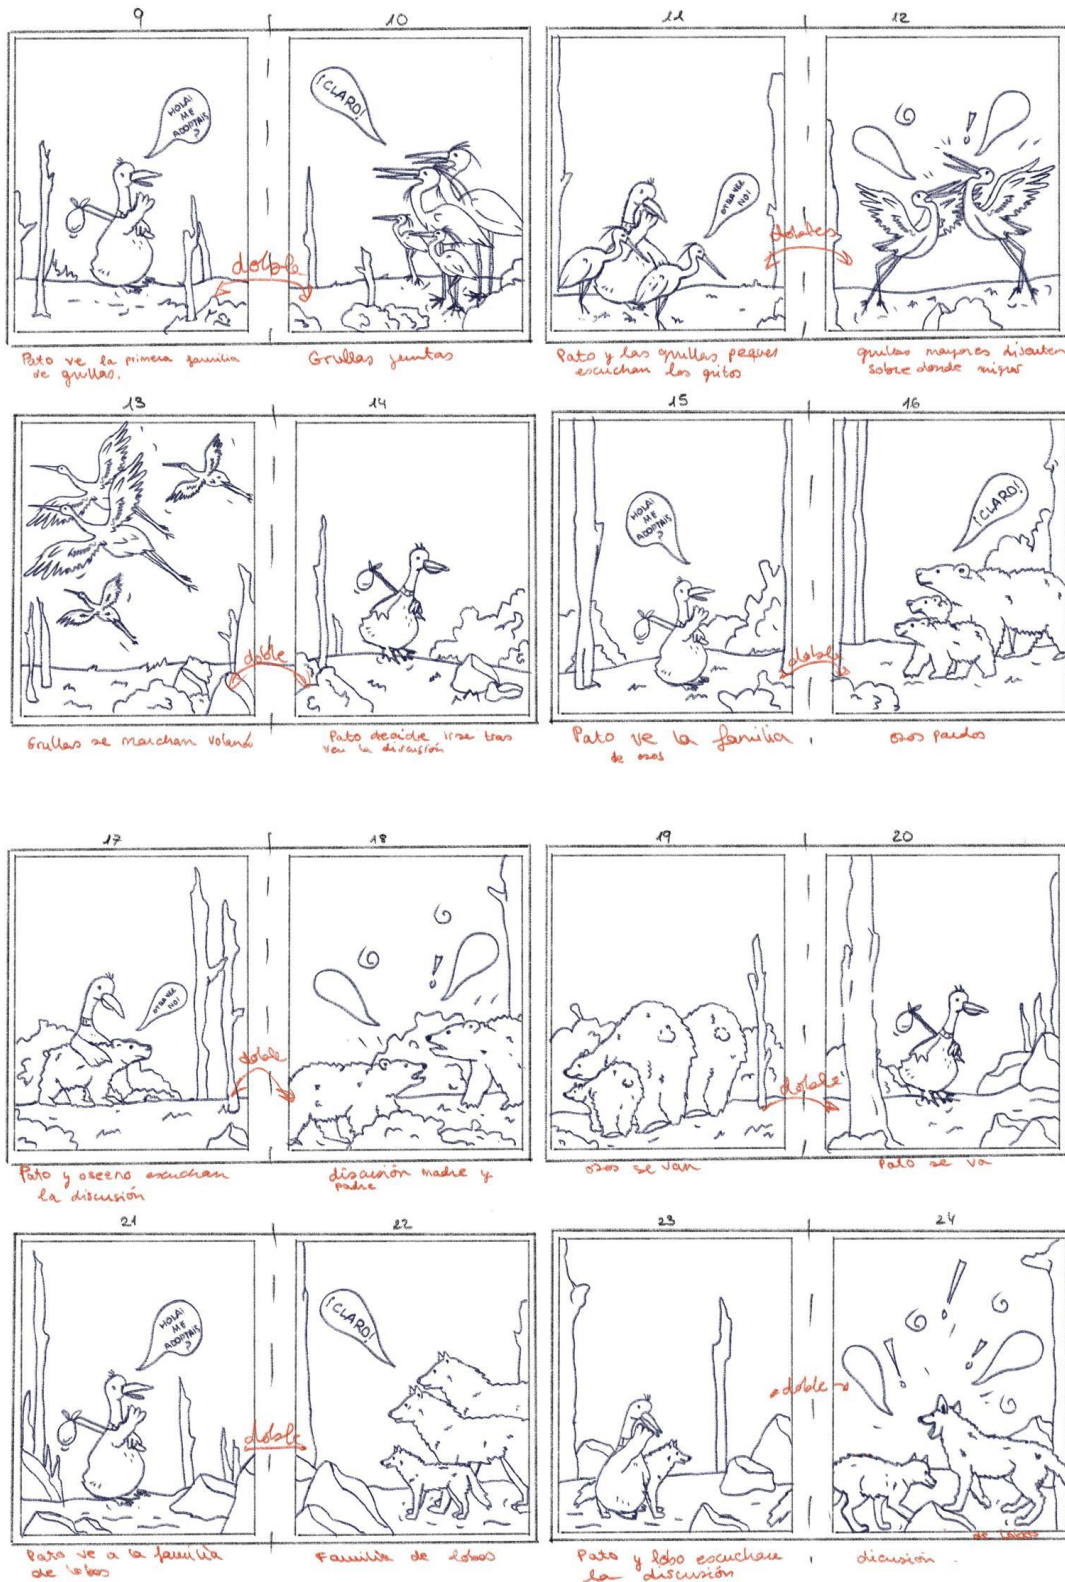 9
10
11
12
HOLA!
ME
ADOPTAIS
?
¡CLARO!
OTRA VEZ
NO!
doble
dobles
Pato ve la primera familia
de grullas.
Grullas juntas
Pato y las grullas peques
escuchan los gritos
grullas mayores discuten
sobre donde migrar
13
14
15
16
HOLA!
ME
ADOPTAIS
?
¡CLARO!
doble
doble
Grullas se marchan volando
Pato decide irse tras
ver la discusión
Pato ve la familia
de osos
osos pardos
17
18
19
20
OTRA VEZ
NO!
doble
doble
Pato y osezno escuchan
la discusión
discusión madre y
padre
osos se van
Pato se va
21
22
23
24
HOLA!
ME
ADOPTAIS
?
¡CLARO!
doble
doble
de lobos
Pato ve a la familia
de lobos
Familia de lobos
Pato y lobo escuchan
la discusión
dicusión.